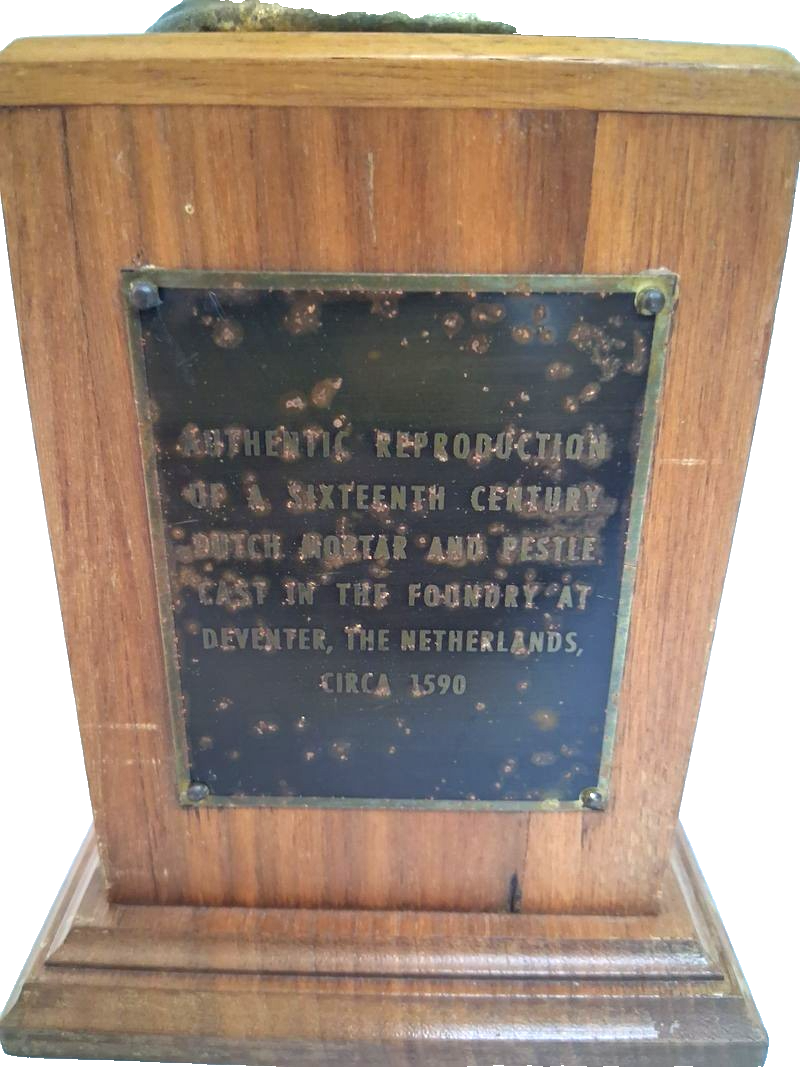 AUTHENTIC REPRODUCTION
OF A SIXTEENTH CENTURY
DUTCH MORTAR AND PESTLE
CAST IN THE FOUNDRY AT
DEVENTER, THE NETHERLANDS,
CIRCA 1590